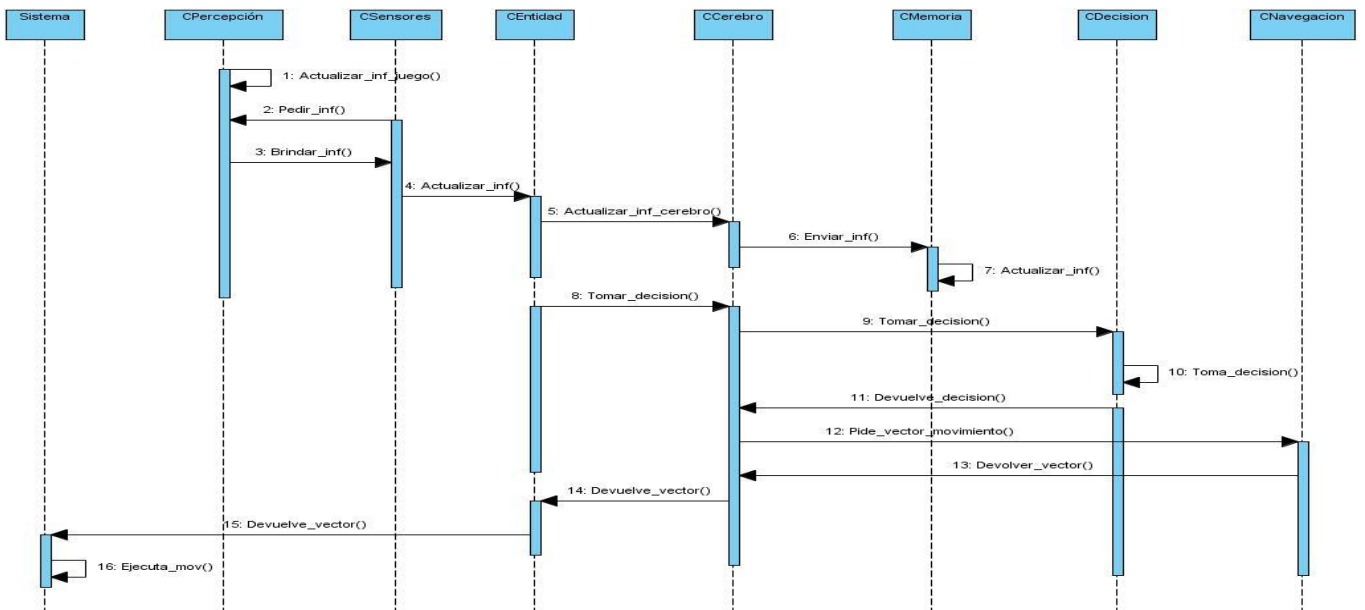 Sistema
CPercepción
CSensores
CEntidad
CCerebro
CMemoria
CDecision
CNavegacion
1: Actualizar_inf_juego()
2: Pedir_inf()
3: Brindar_inf()
4: Actualizar_inf()
5: Actualizar_inf_cerebro()
6: Enviar_inf()
7: Actualizar_inf()
8: Tomar_decision()
9: Tomar_decision()
10: Toma_decision()
11: Devuelve_decision()
12: Pide_vector_movimiento()
13: Devolver_vector()
14: Devuelve_vector()
15: Devuelve_vector()
16: Ejecuta_mov()